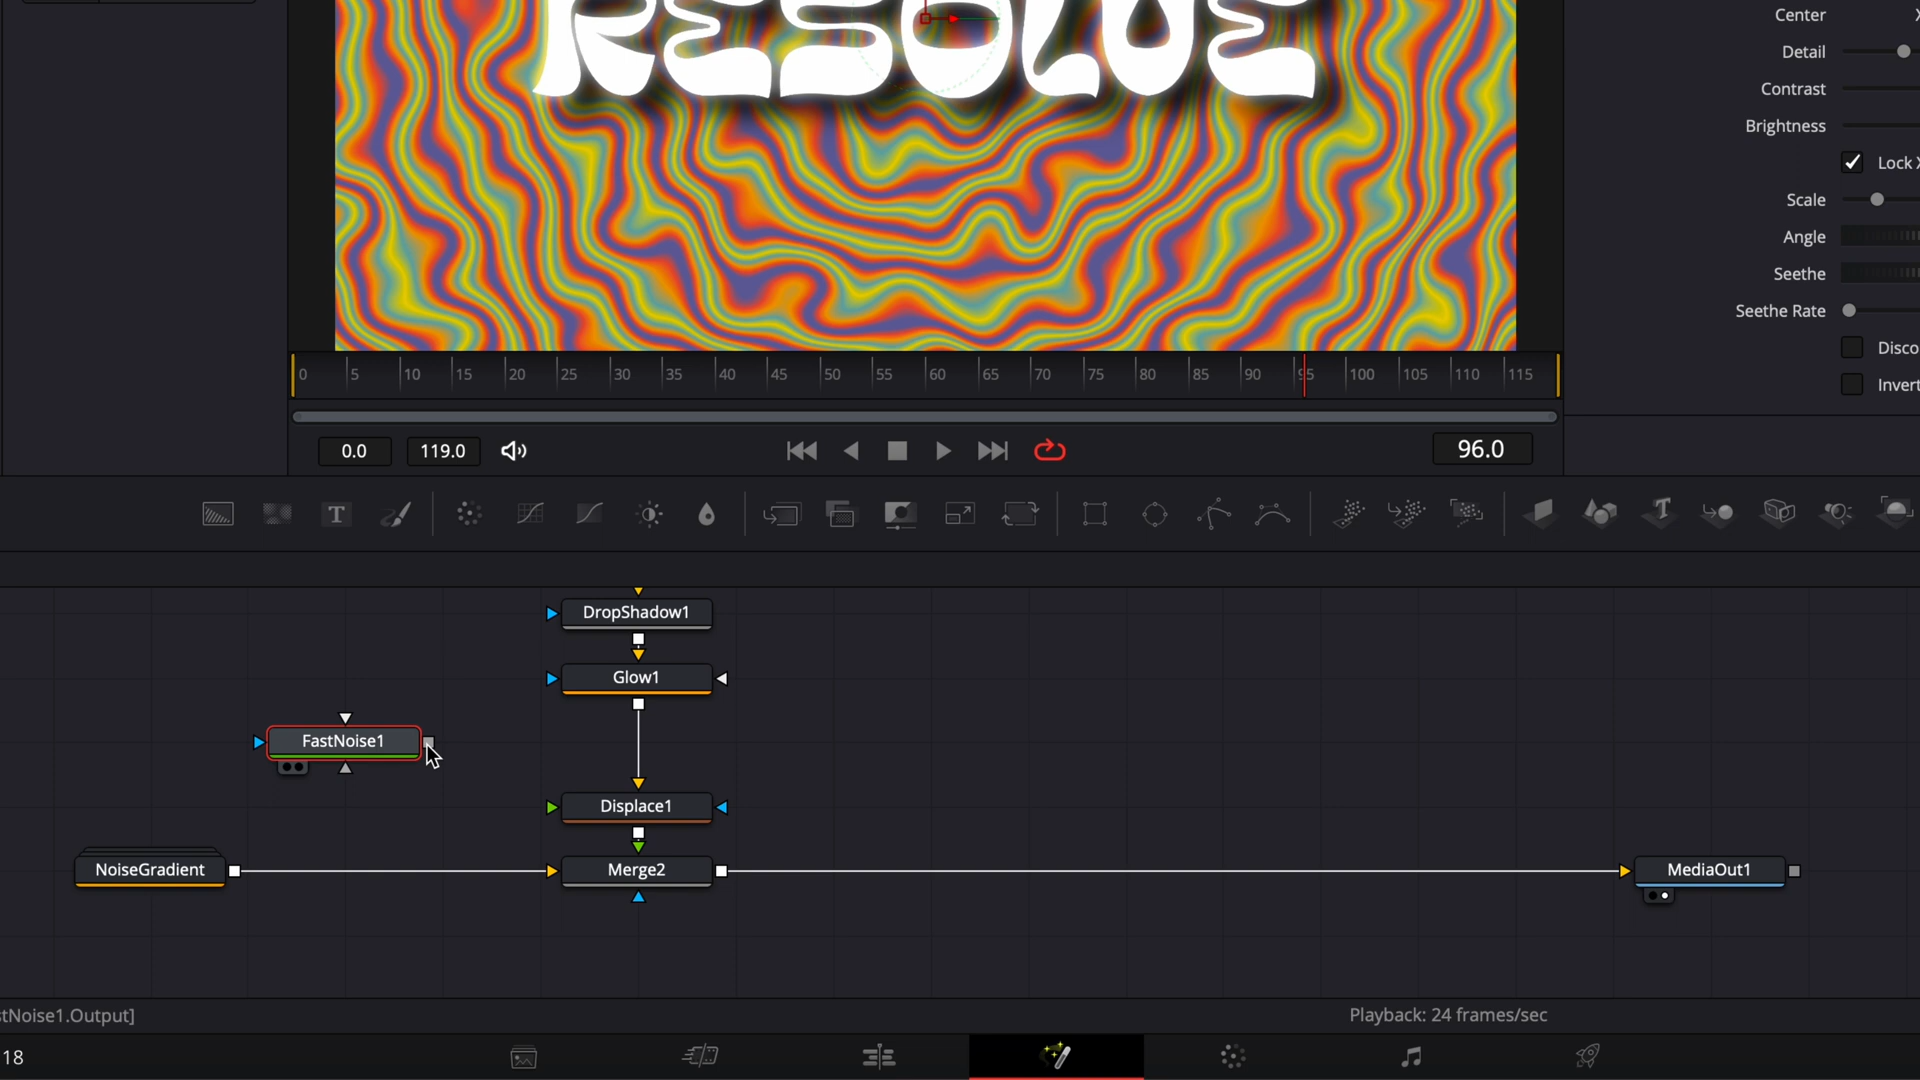 RESOLVE
Center
X
Detail
Contrast
Brightness
Lock X
Scale
Angle
Seethe
Seethe Rate
Disco
Invert
0 5 10 15 20 25 30 35 40 45 50 55 60 65 70 75 80 85 90 95 100 105 110 115
0.0 119.0 96.0
T
DropShadow1
Glow1
FastNoise1
Displace1
NoiseGradient
Merge2
MediaOut1
stNoise1.Output]
Playback: 24 frames/sec
18